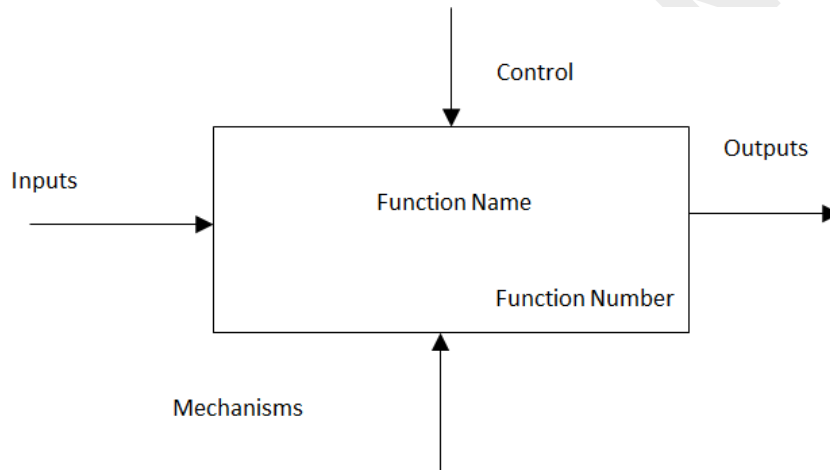 Control
Outputs
Inputs
Function Name
Function Number
Mechanisms